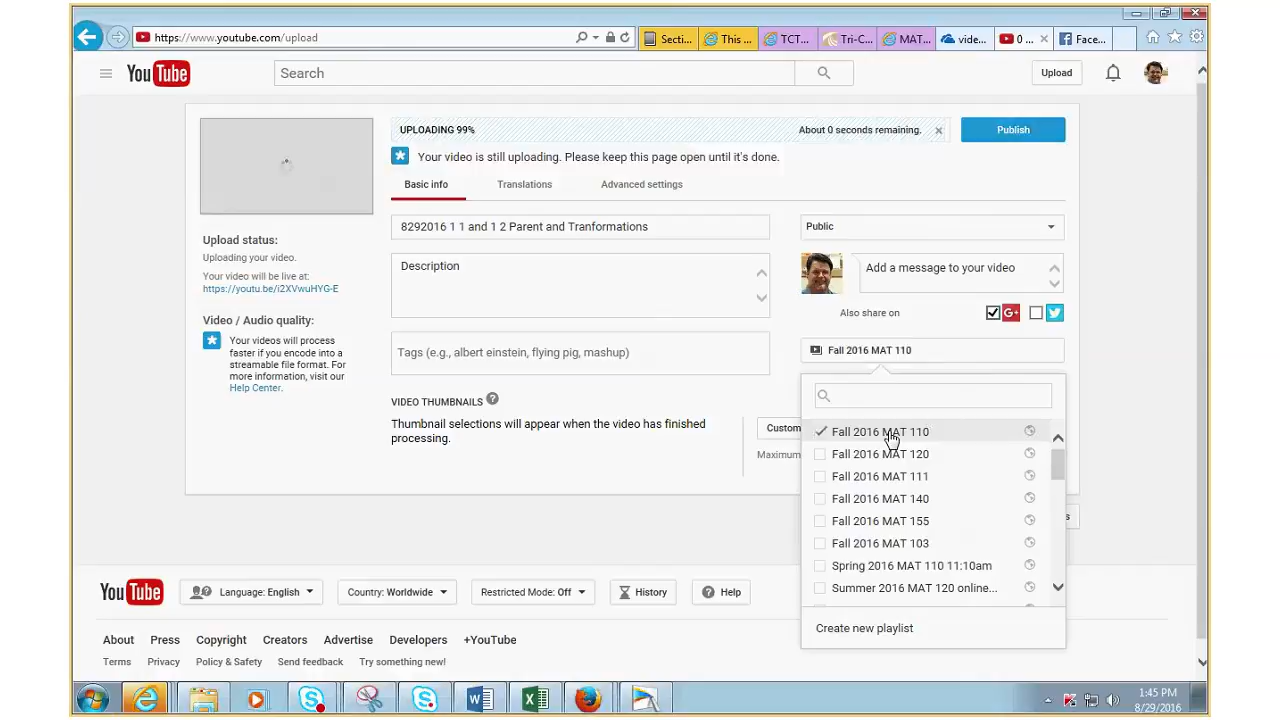 https://www.youtube.com/upload
Secti...
This ...
TCT...
Tri-C...
MAT...
vide...
0 ...
Face...
YouTube
Search
Upload
UPLOADING 99%
About 0 seconds remaining.
Publish
Your video is still uploading. Please keep this page open until it's done.
Basic info
Translations
Advanced settings
8292016 1 1 and 1 2 Parent and Tranformations
Public
Upload status:
Uploading your video.
Your video will be live at:
https://youtu.be/i2XVwuHYG-E
Description
Add a message to your video
Also share on
G+
Video / Audio quality:
Your videos will process
faster if you encode into a
streamable file format. For
more information, visit our
Help Center.
Tags (e.g., albert einstein, flying pig, mashup)
Fall 2016 MAT 110
VIDEO THUMBNAILS ?
Thumbnail selections will appear when the video has finished
processing.
Custom
Maximum
Fall 2016 MAT 110
Fall 2016 MAT 120
Fall 2016 MAT 111
Fall 2016 MAT 140
Fall 2016 MAT 155
Fall 2016 MAT 103
Spring 2016 MAT 110 11:10am
Summer 2016 MAT 120 online...
Create new playlist
s
YouTube
Language: English
Country: Worldwide
Restricted Mode: Off
History
Help
About Press Copyright Creators Advertise Developers +YouTube
Terms Privacy Policy & Safety Send feedback Try something new!
1:45 PM
8/29/2016